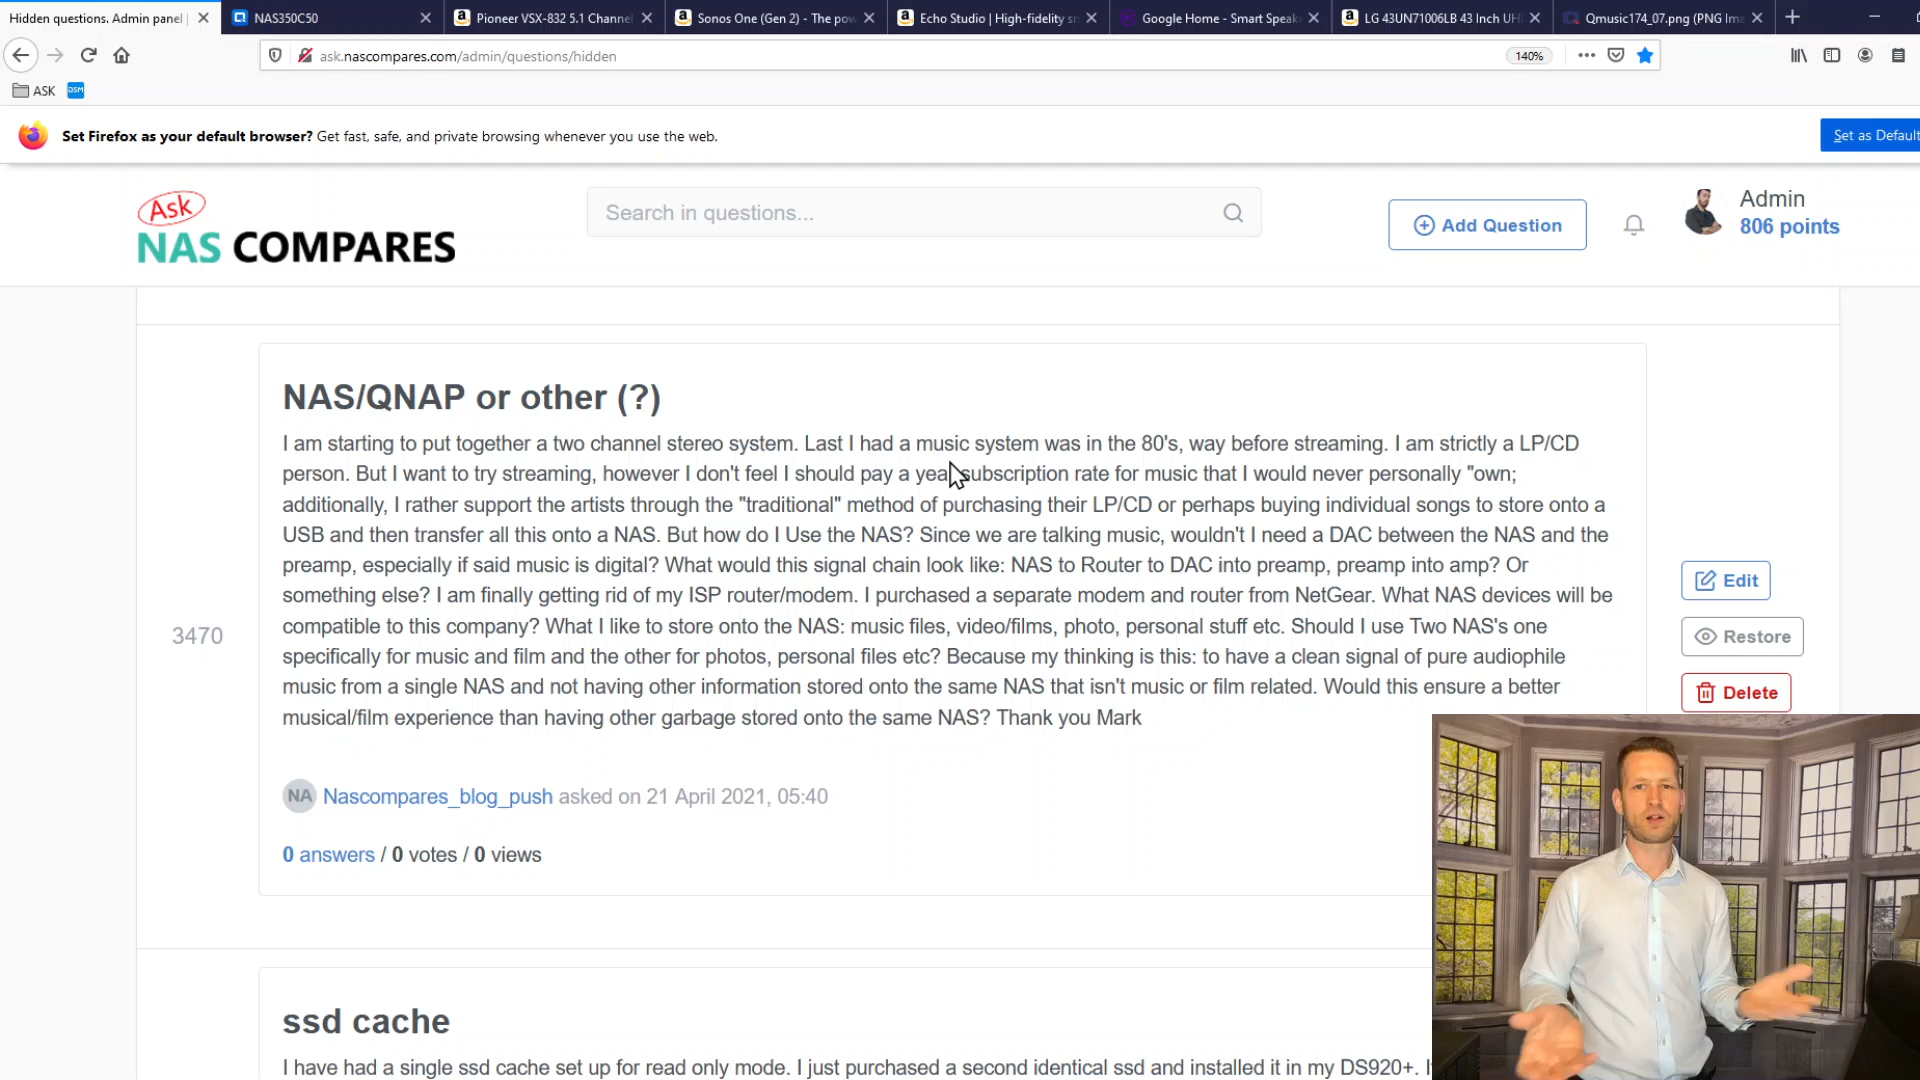 Hidden questions. Admin panel
NAS350C50
Pioneer VSX-832 5.1 Channel
Sonos One (Gen 2) - The pow
Echo Studio | High-fidelity sm
Google Home - Smart Speake
LG 43UN71006LB 43 Inch UH
Qmusic174_07.png (PNG Ima
ask.nascompares.com/admin/questions/hidden
140%
ASK
DSM
Set Firefox as your default browser? Get fast, safe, and private browsing whenever you use the web.
Set as Default
Ask
NAS COMPARES
Search in questions...
Add Question
Admin
806 points
NAS/QNAP or other (?)
I am starting to put together a two channel stereo system. Last I had a music system was in the 80's, way before streaming. I am strictly a LP/CD
person. But I want to try streaming, however I don't feel I should pay a year subscription rate for music that I would never personally "own;
additionally, I rather support the artists through the "traditional" method of purchasing their LP/CD or perhaps buying individual songs to store onto a
USB and then transfer all this onto a NAS. But how do I Use the NAS? Since we are talking music, wouldn't I need a DAC between the NAS and the
preamp, especially if said music is digital? What would this signal chain look like: NAS to Router to DAC into preamp, preamp into amp? Or
something else? I am finally getting rid of my ISP router/modem. I purchased a separate modem and router from NetGear. What NAS devices will be
compatible to this company? What I like to store onto the NAS: music files, video/films, photo, personal stuff etc. Should I use Two NAS's one
specifically for music and film and the other for photos, personal files etc? Because my thinking is this: to have a clean signal of pure audiophile
music from a single NAS and not having other information stored onto the same NAS that isn't music or film related. Would this ensure a better
musical/film experience than having other garbage stored onto the same NAS? Thank you Mark
3470
Edit
Restore
Delete
NA Nascompares_blog_push asked on 21 April 2021, 05:40
0 answers / 0 votes / 0 views
ssd cache
I have had a single ssd cache set up for read only mode. I just purchased a second identical ssd and installed it in my DS920+.